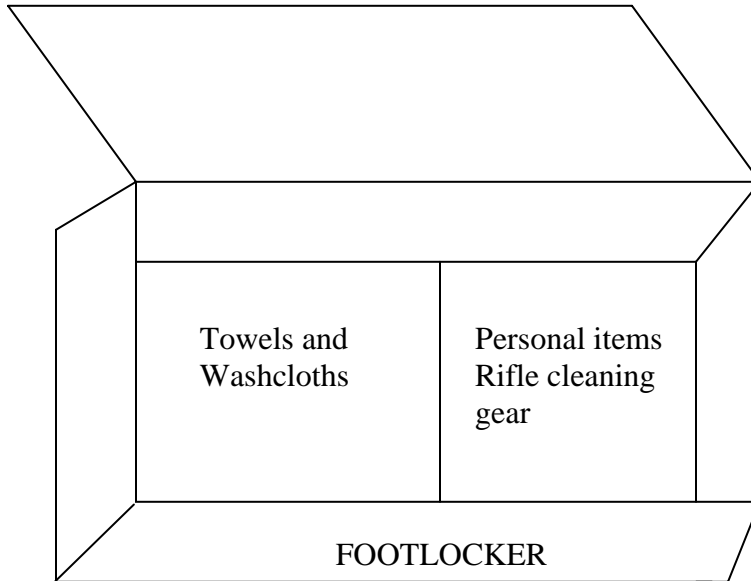 Towels and
Washcloths
Personal items
Rifle cleaning
gear
FOOTLOCKER